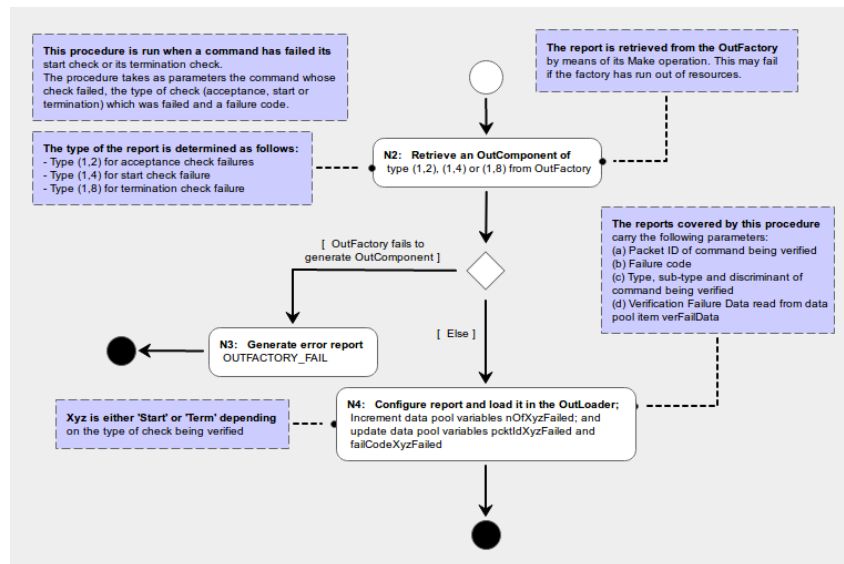 This procedure is run when a command has failed its
start check or its termination check.
The procedure takes as parameters the command whose
check failed, the type of check (acceptance, start or
termination) which was failed and a failure code.
The report is retrieved from the OutFactory
by means of its Make operation. This may fail
if the factory has run out of resources.
The type of the report is determined as follows:
- Type (1,2) for acceptance check failures
- Type (1,4) for start check failure
- Type (1,8) for termination check failure
N2: Retrieve an OutComponent of
type (1,2), (1,4) or (1,8) from OutFactory
The reports covered by this procedure
carry the following parameters:
(a) Packet ID of command being verified
(b) Failure code
(c) Type, sub-type and discriminant of
command being verified
(d) Verification Failure Data read from data
pool item verFailData
[ OutFactory fails to
generate OutComponent ]
[ Else ]
N3: Generate error report
OUTFACTORY_FAIL
Xyz is either 'Start' or 'Term' depending
on the type of check being verified
N4: Configure report and load it in the OutLoader;
Increment data pool variables nOfXyzFailed; and
update data pool variables pcktIdXyzFailed and
failCodeXyzFailed